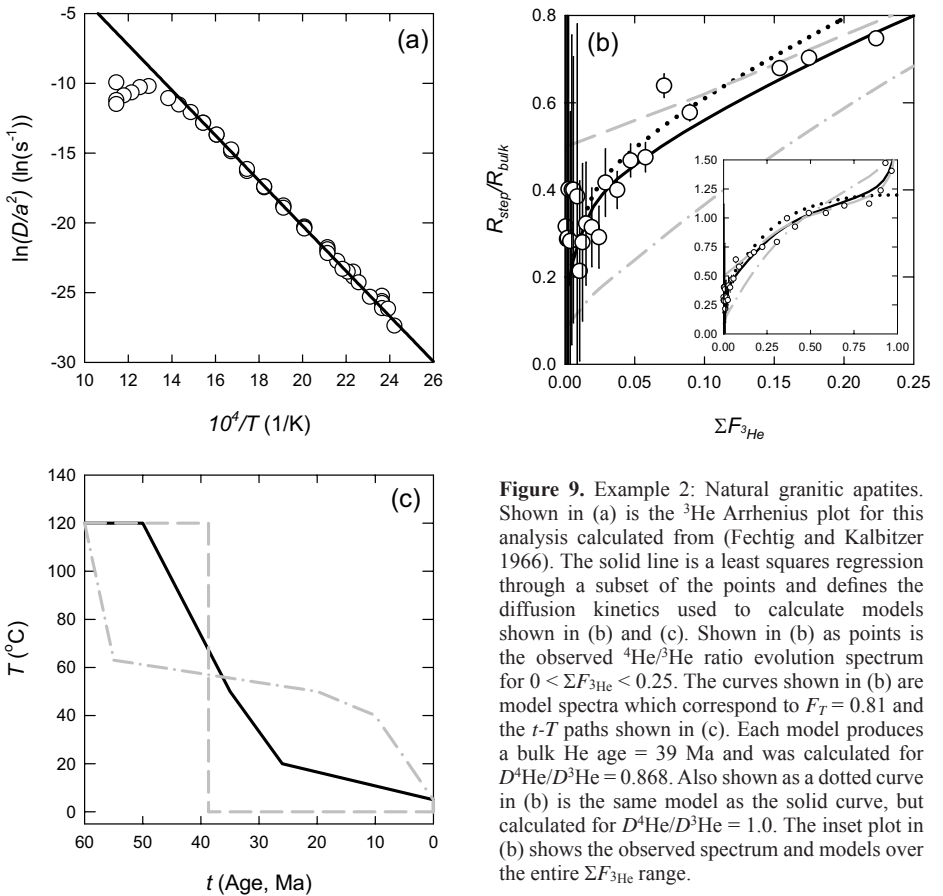 (a)
-5
-10
-15
-20
-25
-30
ln(D/a²) (ln(s⁻¹))
10 12 14 16 18 20 22 24 26
10⁴/T (1/K)
(b)
0.8
0.6
0.4
0.2
0.0
R_step/R_bulk
0.00 0.05 0.10 0.15 0.20 0.25
ΣF₃He
1.50
1.25
1.00
0.75
0.50
0.25
0.00
0.00 0.25 0.50 0.75 1.00
(c)
140
120
100
80
60
40
20
0
T (°C)
60 50 40 30 20 10 0
t (Age, Ma)
Figure 9. Example 2: Natural granitic apatites.
Shown in (a) is the ³He Arrhenius plot for this
analysis calculated from (Fechtig and Kalbitzer
1966). The solid line is a least squares regression
through a subset of the points and defines the
diffusion kinetics used to calculate models
shown in (b) and (c). Shown in (b) as points is
the observed ⁴He/³He ratio evolution spectrum
for 0 < ΣF₃He < 0.25. The curves shown in (b) are
model spectra which correspond to F_T = 0.81 and
the t-T paths shown in (c). Each model produces
a bulk He age = 39 Ma and was calculated for
D⁴He/D³He = 0.868. Also shown as a dotted curve
in (b) is the same model as the solid curve, but
calculated for D⁴He/D³He = 1.0. The inset plot in
(b) shows the observed spectrum and models over
the entire ΣF₃He range.